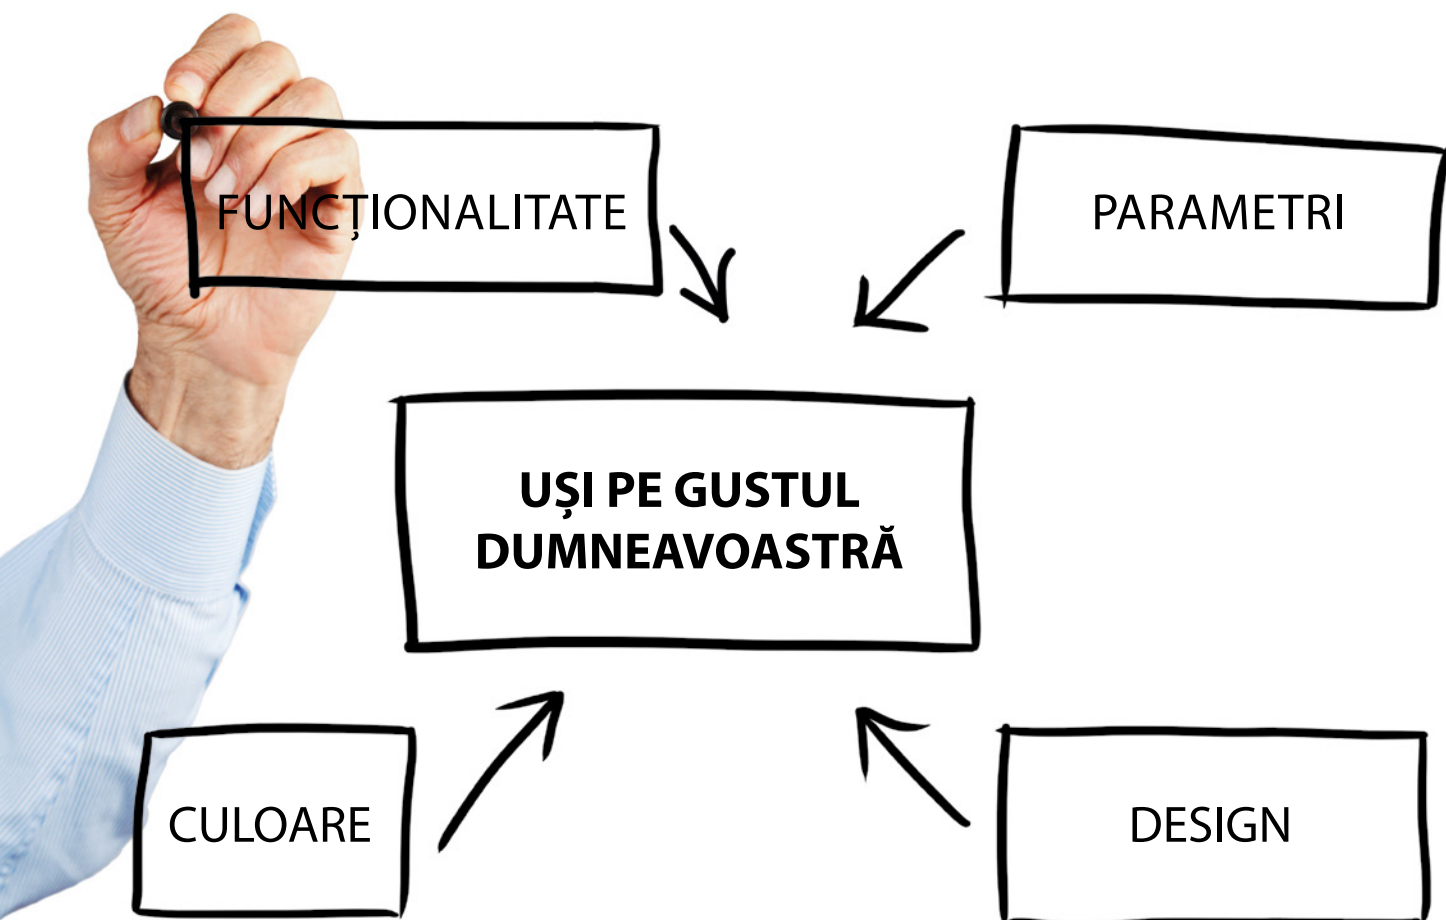 FUNCȚIONALITATE
PARAMETRI
UȘI PE GUSTUL
DUMNEAVOASTRĂ
CULOARE
DESIGN